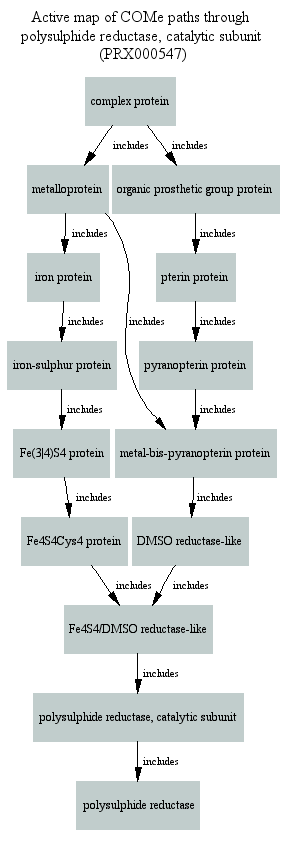 Active map of COMe paths through
polysulphide reductase, catalytic subunit
(PRX000547)
complex protein
includes
includes
metalloprotein
organic prosthetic group protein
includes
includes
iron protein
pterin protein
includes
includes
includes
iron-sulphur protein
pyranopterin protein
includes
includes
Fe(3|4)S4 protein
metal-bis-pyranopterin protein
includes
includes
Fe4S4Cys4 protein
DMSO reductase-like
includes
includes
Fe4S4/DMSO reductase-like
includes
polysulphide reductase, catalytic subunit
includes
polysulphide reductase